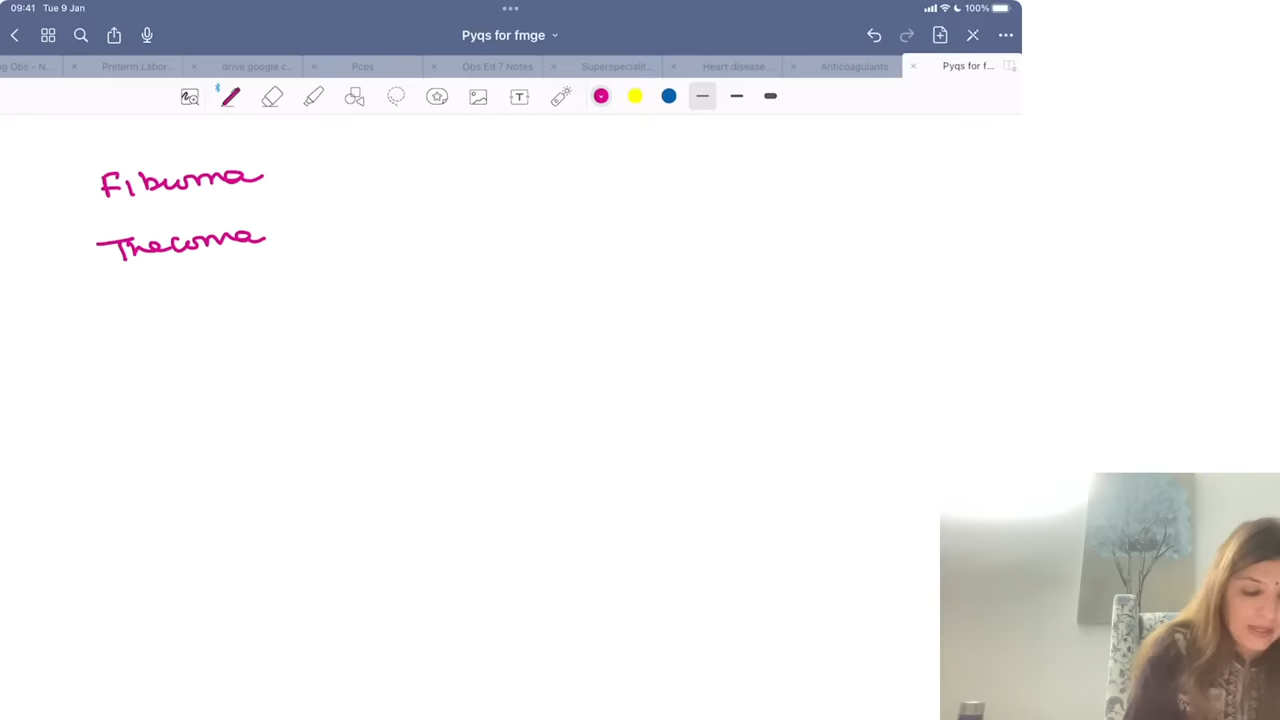 09:41 Tue 9 Jan
100%
Pyqs for fmge
g Obs - N...
Preterm Labor...
drive.google.c...
Pcos
Obs Ed 7 Notes
Superspecialit...
Heart disease...
Anticoagulants
Pyqs for f...
T
Fibroma
Thecoma